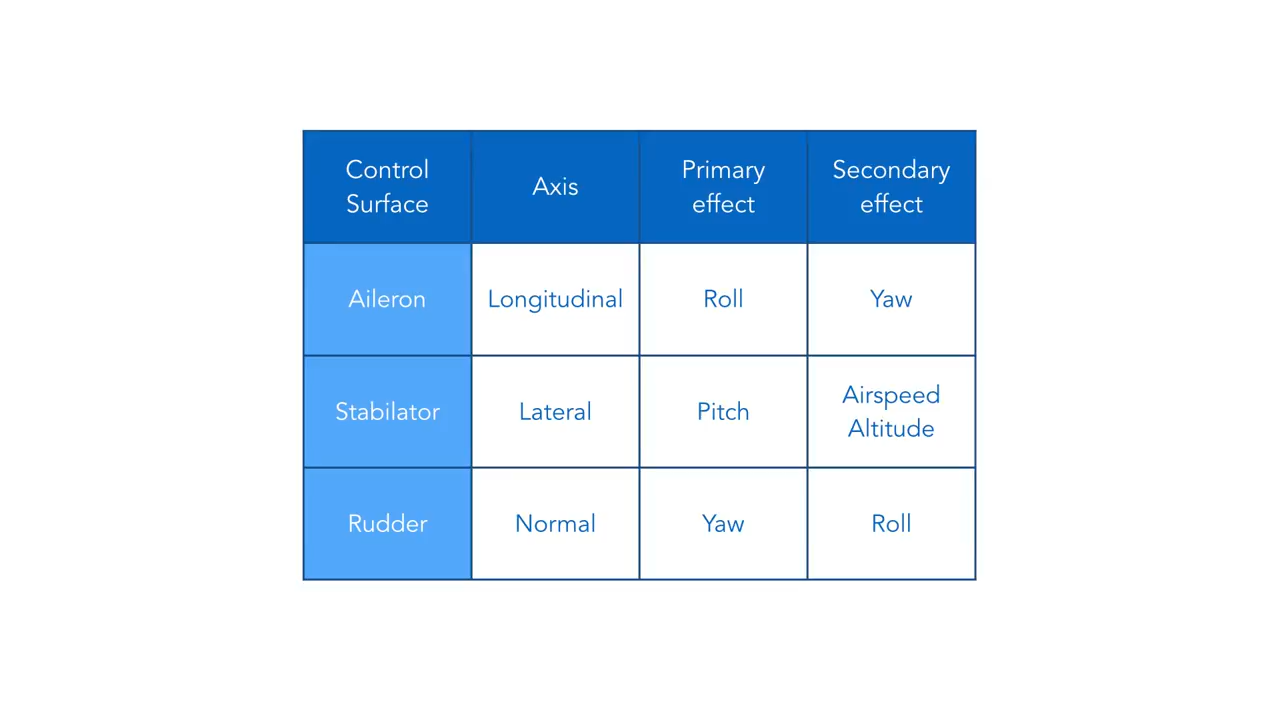 Control
Surface
Axis
Primary
effect
Secondary
effect
Aileron
Longitudinal
Roll
Yaw
Stabilator
Lateral
Pitch
Airspeed
Altitude
Rudder
Normal
Yaw
Roll